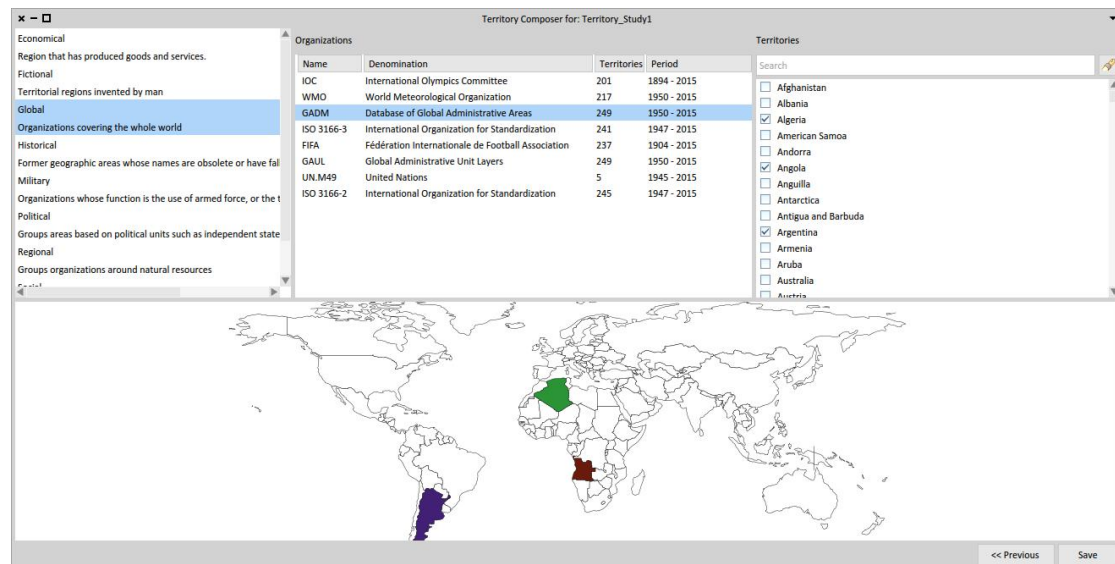 Territory Composer for: Territory_Study1
Economical
Region that has produced goods and services.
Fictional
Territorial regions invented by man
Global
Organizations covering the whole world
Historical
Former geographic areas whose names are obsolete or have fal
Military
Organizations whose function is the use of armed force, or the t
Political
Groups areas based on political units such as independent state
Regional
Groups organizations around natural resources
Organizations
Name Denomination Territories Period
IOC International Olympics Committee 201 1894 - 2015
WMO World Meteorological Organization 217 1950 - 2015
GADM Database of Global Administrative Areas 249 1950 - 2015
ISO 3166-3 International Organization for Standardization 241 1947 - 2015
FIFA Fédération Internationale de Football Association 237 1904 - 2015
GAUL Global Administrative Unit Layers 249 1950 - 2015
UN.M49 United Nations 5 1945 - 2015
ISO 3166-2 International Organization for Standardization 245 1947 - 2015
Territories
Search
Afghanistan
Albania
Algeria
American Samoa
Andorra
Angola
Anguilla
Antarctica
Antigua and Barbuda
Argentina
Armenia
Aruba
Australia
Austria
<< Previous Save